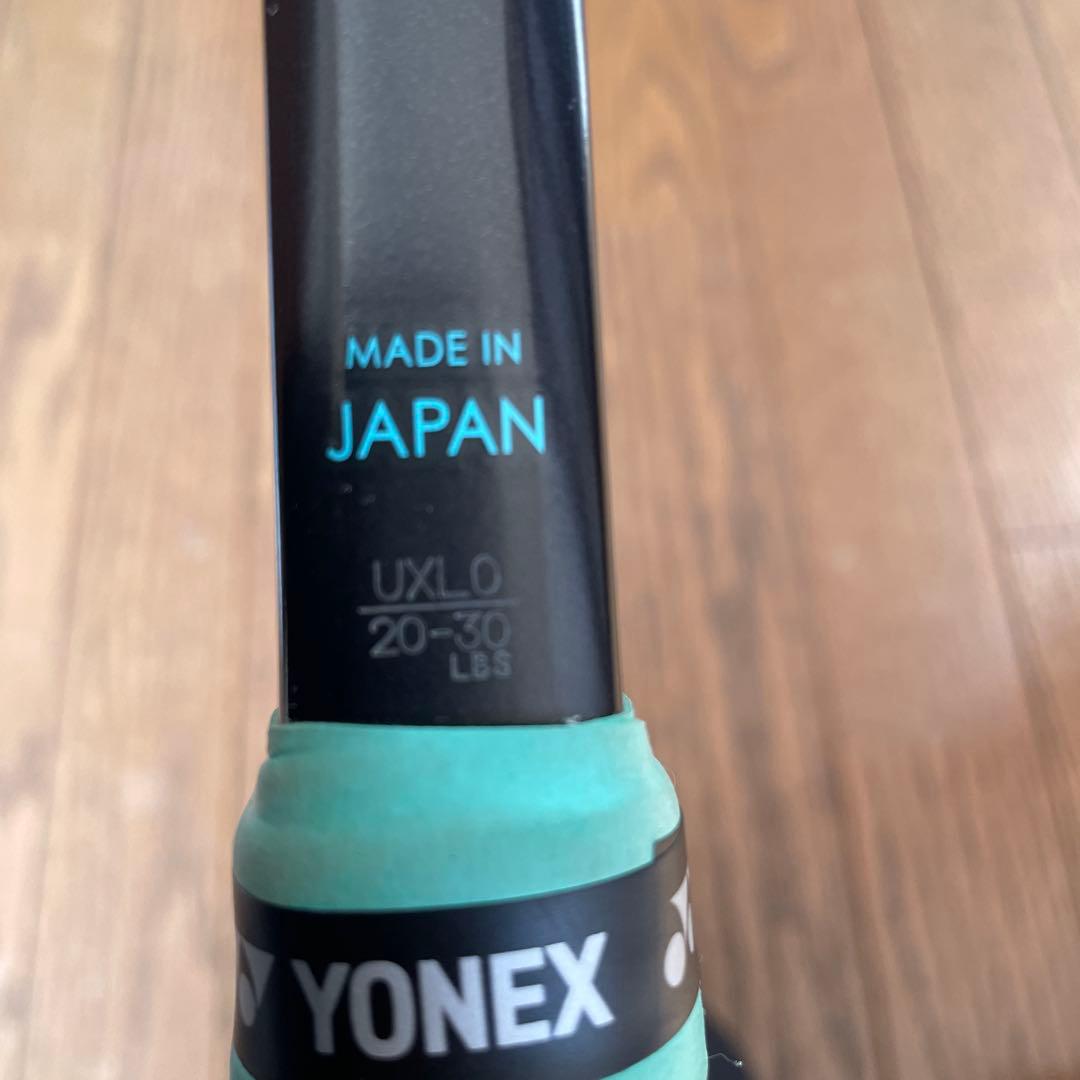 MADE IN
JAPAN
UXL0
20-30
LBS
YONEX